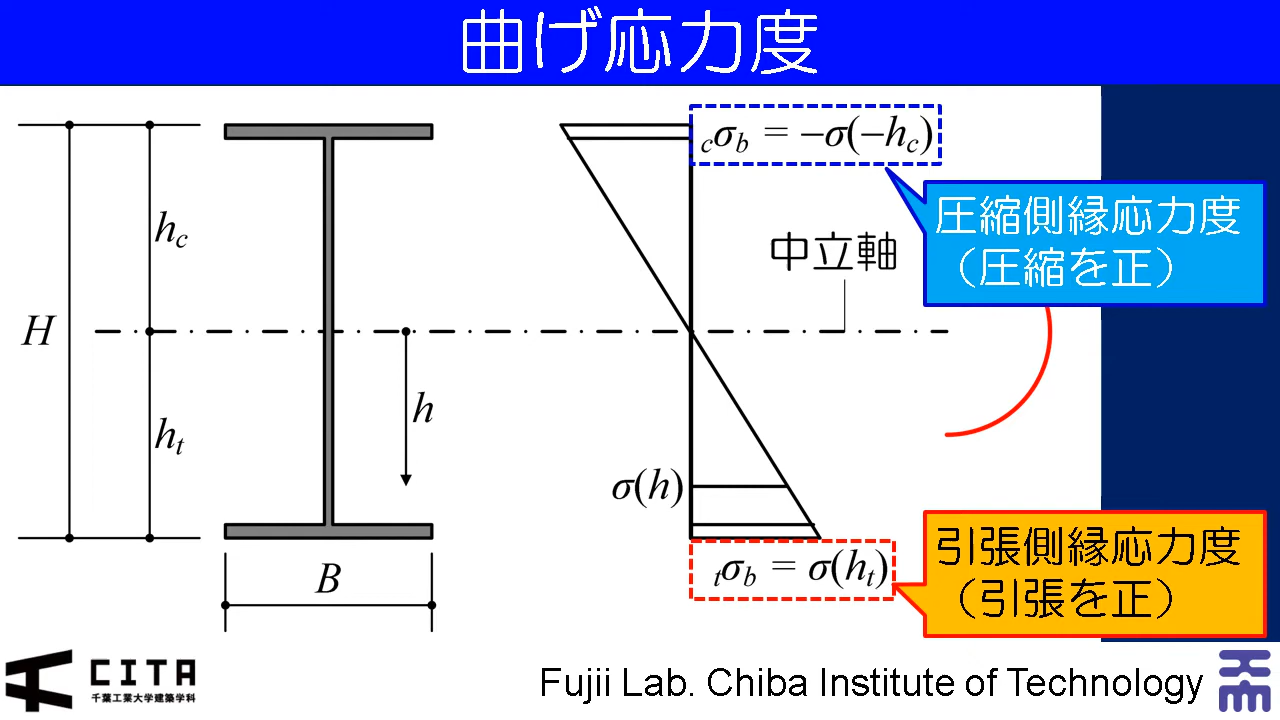 曲げ応力度
cσb = −σ(−hc)
圧縮側縁応力度
（圧縮を正）
hc
中立軸
H
h
ht
σ(h)
引張側縁応力度
（引張を正）
tσb = σ(ht)
B
CITA
千葉工業大学建築学科
Fujii Lab. Chiba Institute of Technology